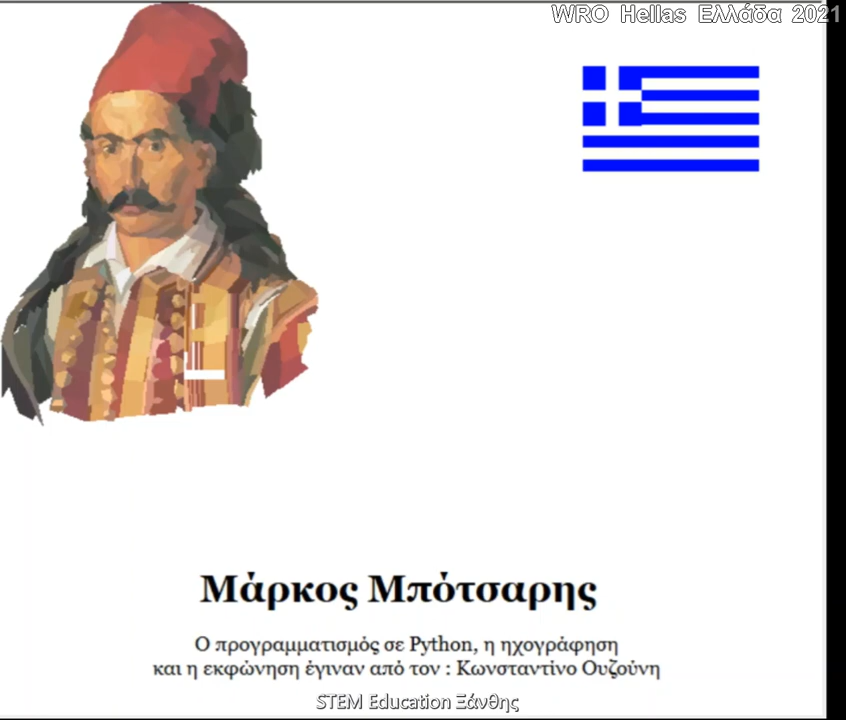 WRO Hellas Ελλάδα 2021
Μάρκος Μπότσαρης
Ο προγραμματισμός σε Python, η ηχογράφηση
και η εκφώνηση έγιναν από τον : Κωνσταντίνο Ουζούνη
STEM Education Ξάνθης